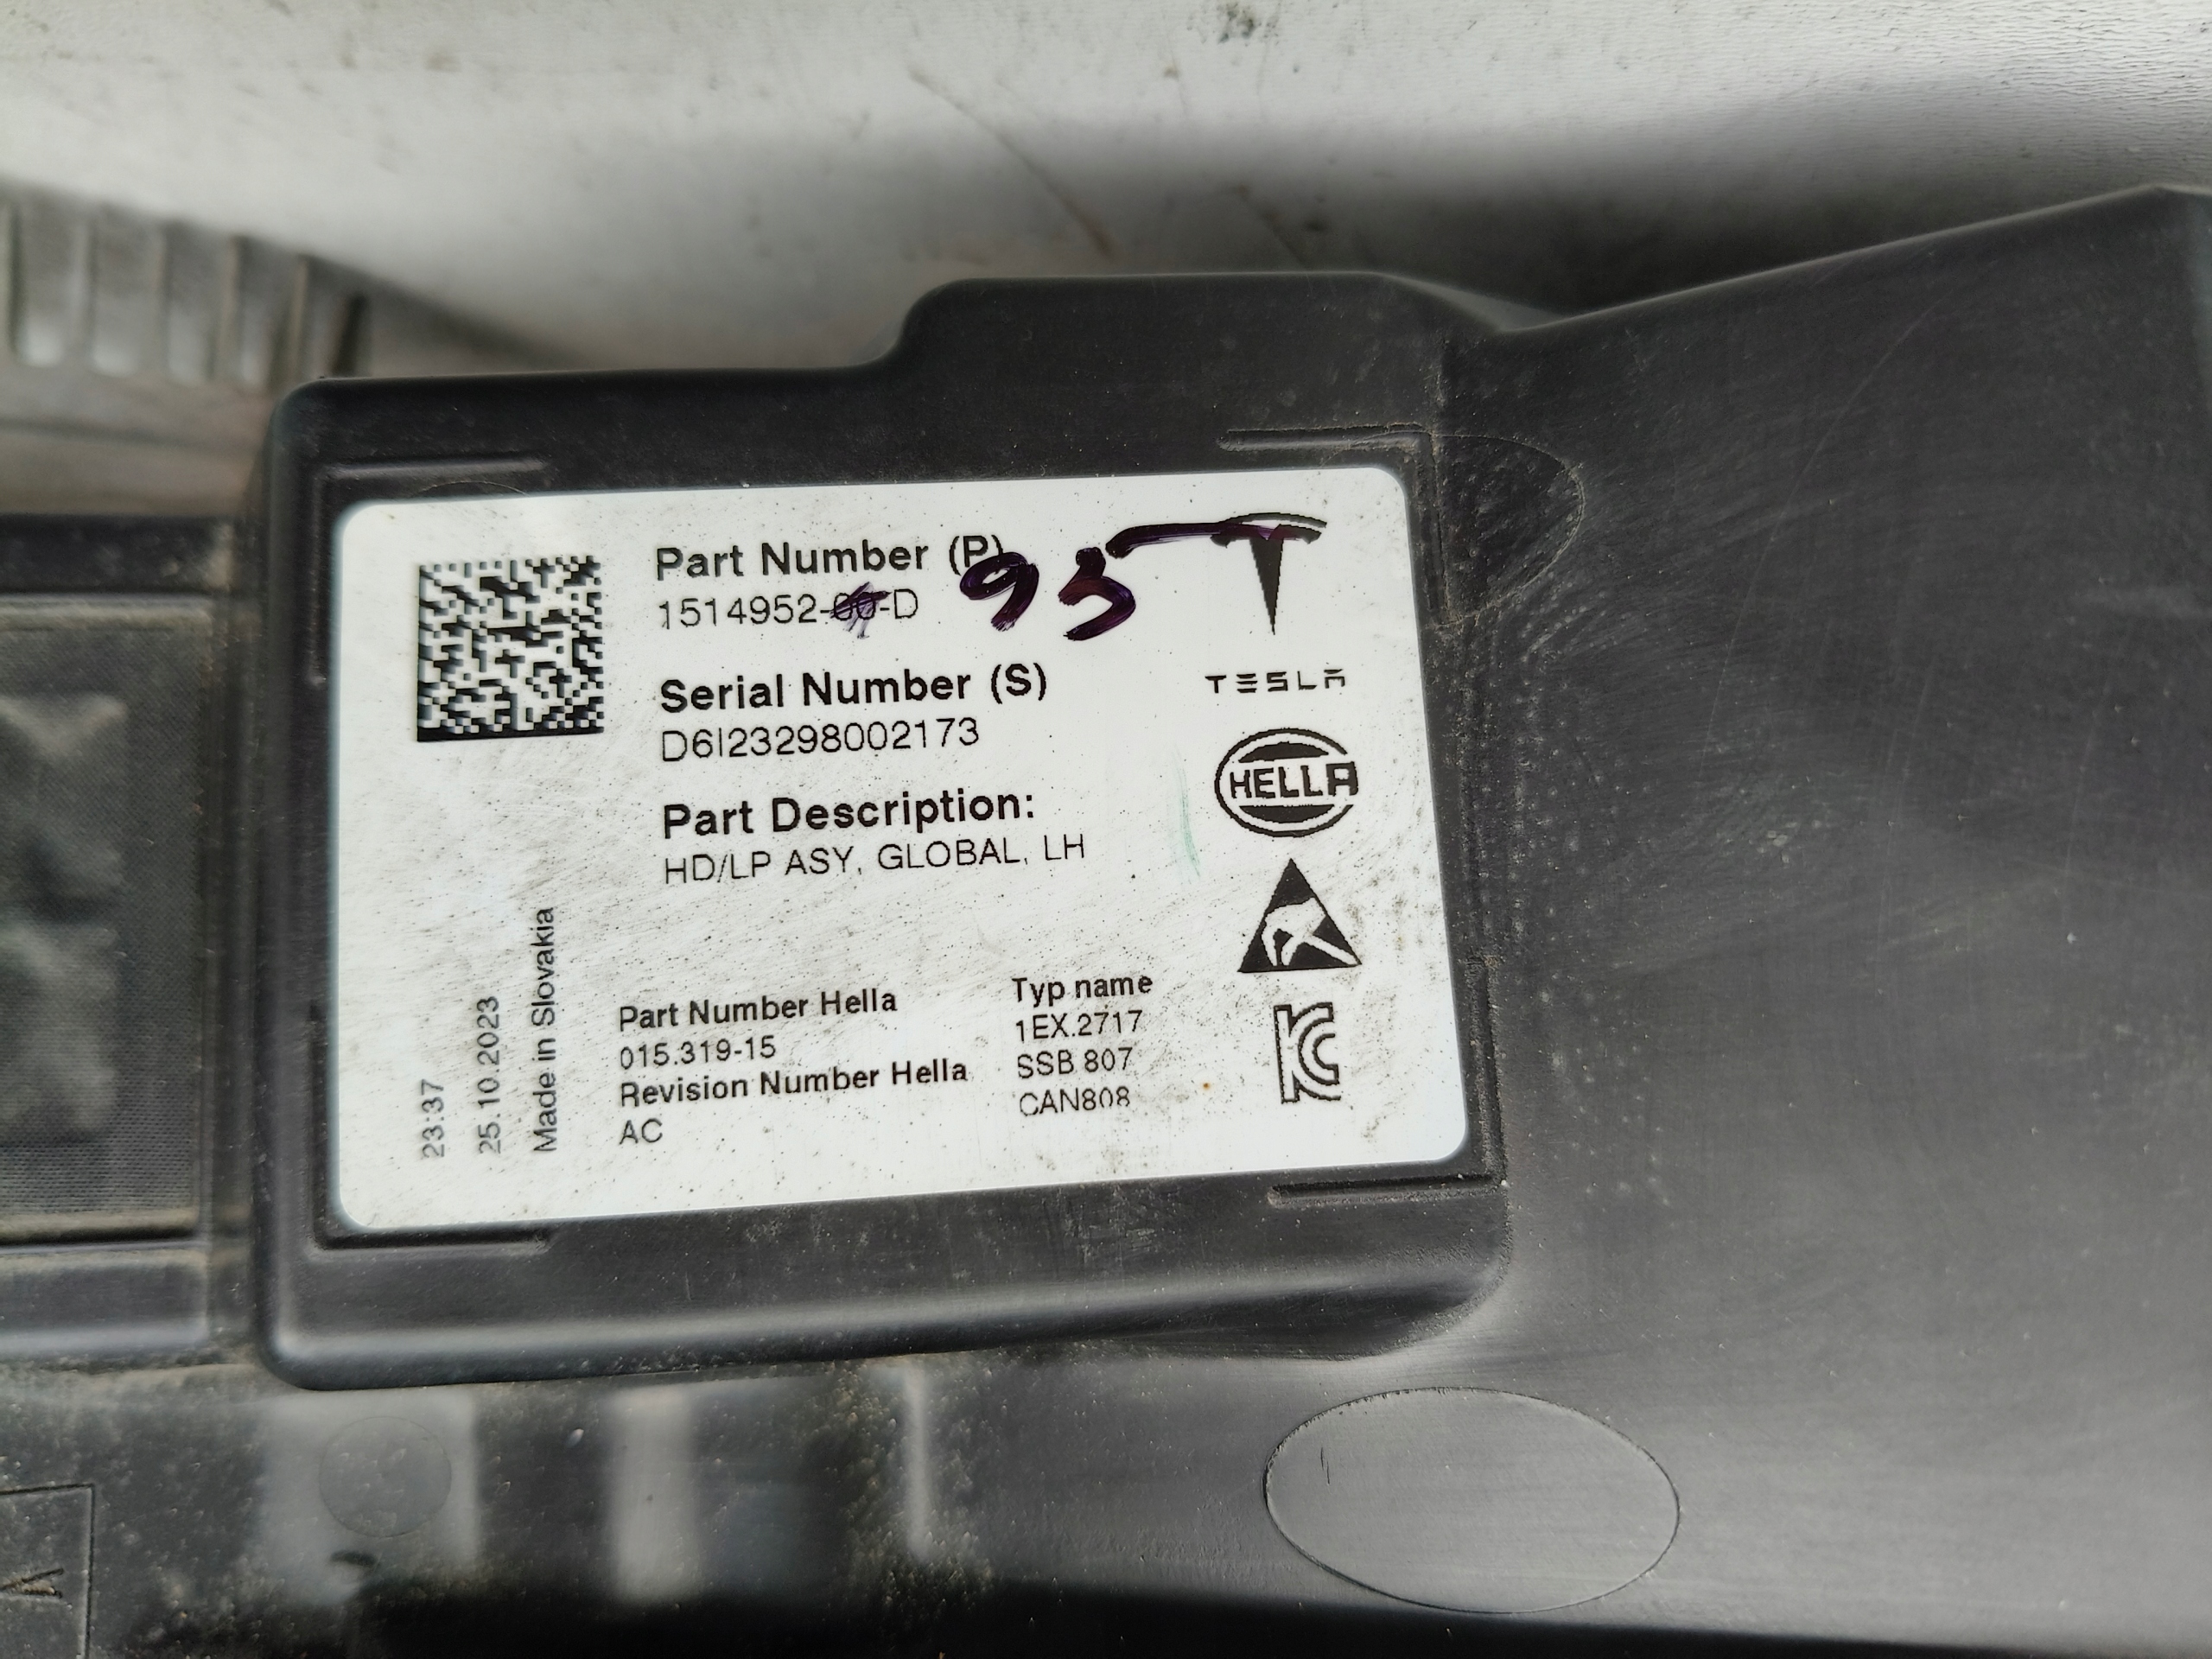 Part Number (P)
1514952-00-D
95
TESLA
Serial Number (S)
D6I23298002173
HELLA
Part Description:
HD/LP ASY, GLOBAL, LH
23:37
25.10.2023
Made in Slovakia
Part Number Hella
015.319-15
Revision Number Hella
AC
Typ name
1EX.2717
SSB 807
CAN808